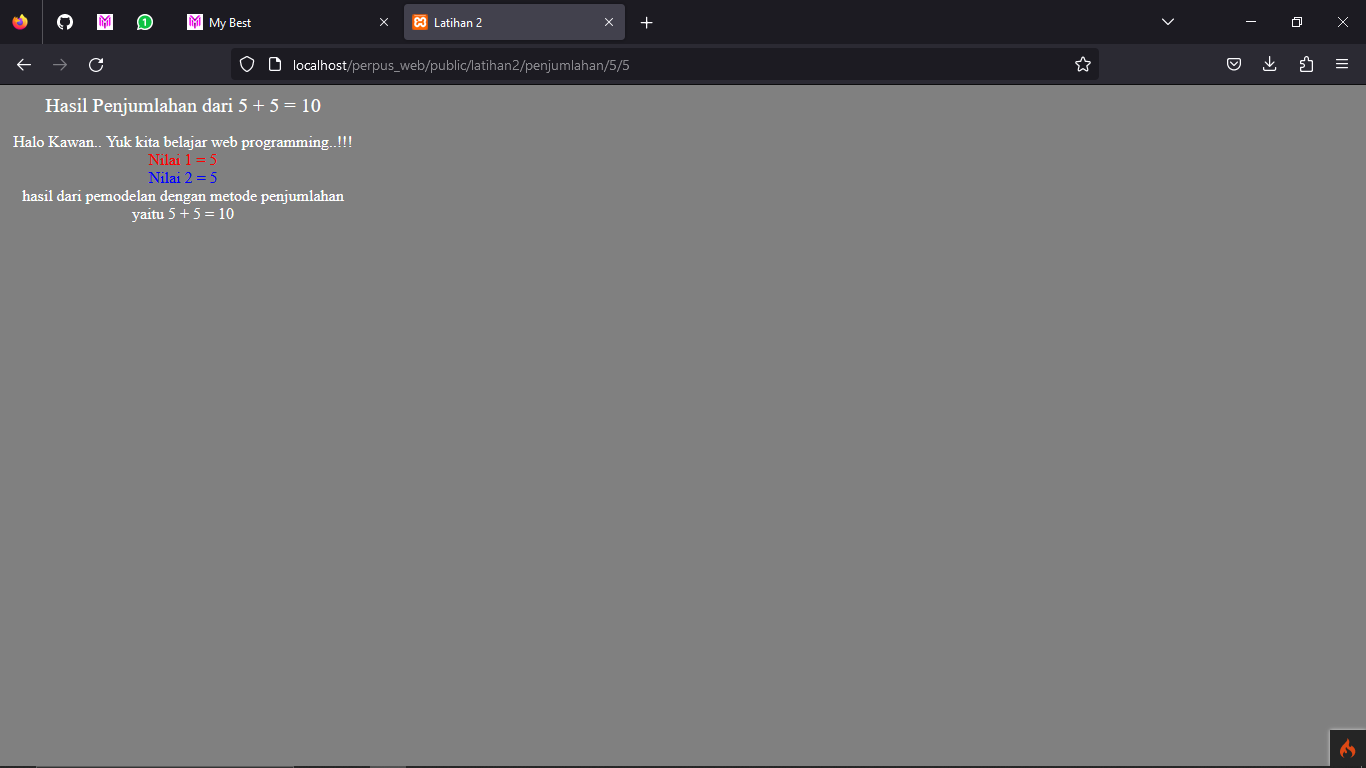 1
My Best
Latihan 2
localhost/perpus_web/public/latihan2/penjumlahan/5/5
Hasil Penjumlahan dari 5 + 5 = 10
Halo Kawan.. Yuk kita belajar web programming..!!!
Nilai 1 = 5
Nilai 2 = 5
hasil dari pemodelan dengan metode penjumlahan
yaitu 5 + 5 = 10